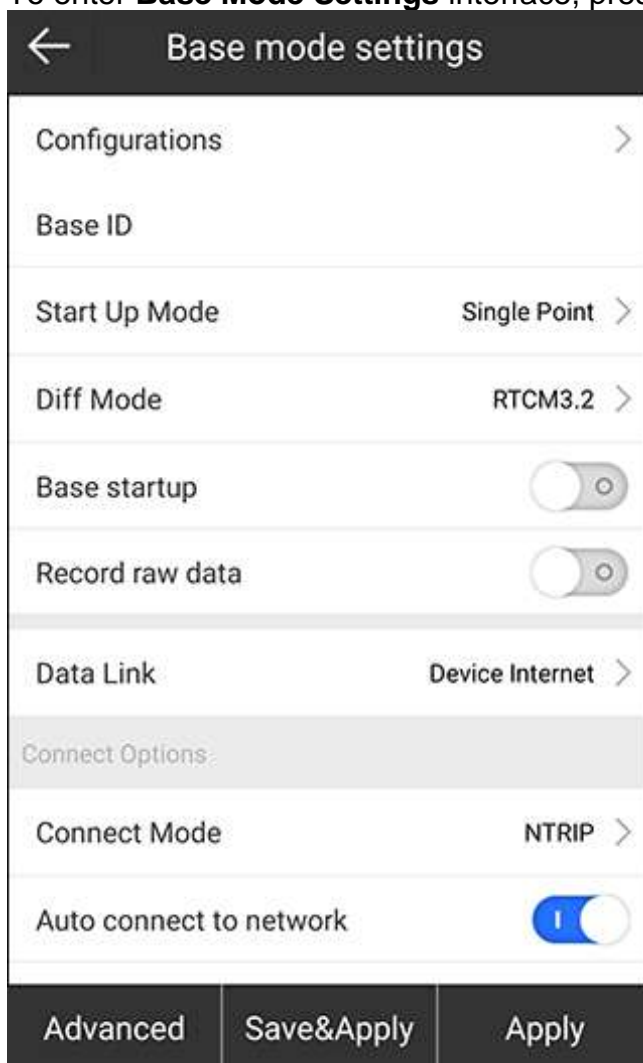 To enter Base Mode Settings interface,
Base mode settings
Configurations
Base ID
Start Up Mode Single Point
Diff Mode RTCM3.2
Base startup
Record raw data
Data Link Device Internet
Connect Options
Connect Mode NTRIP
Auto connect to network
Advanced Save&Apply Apply